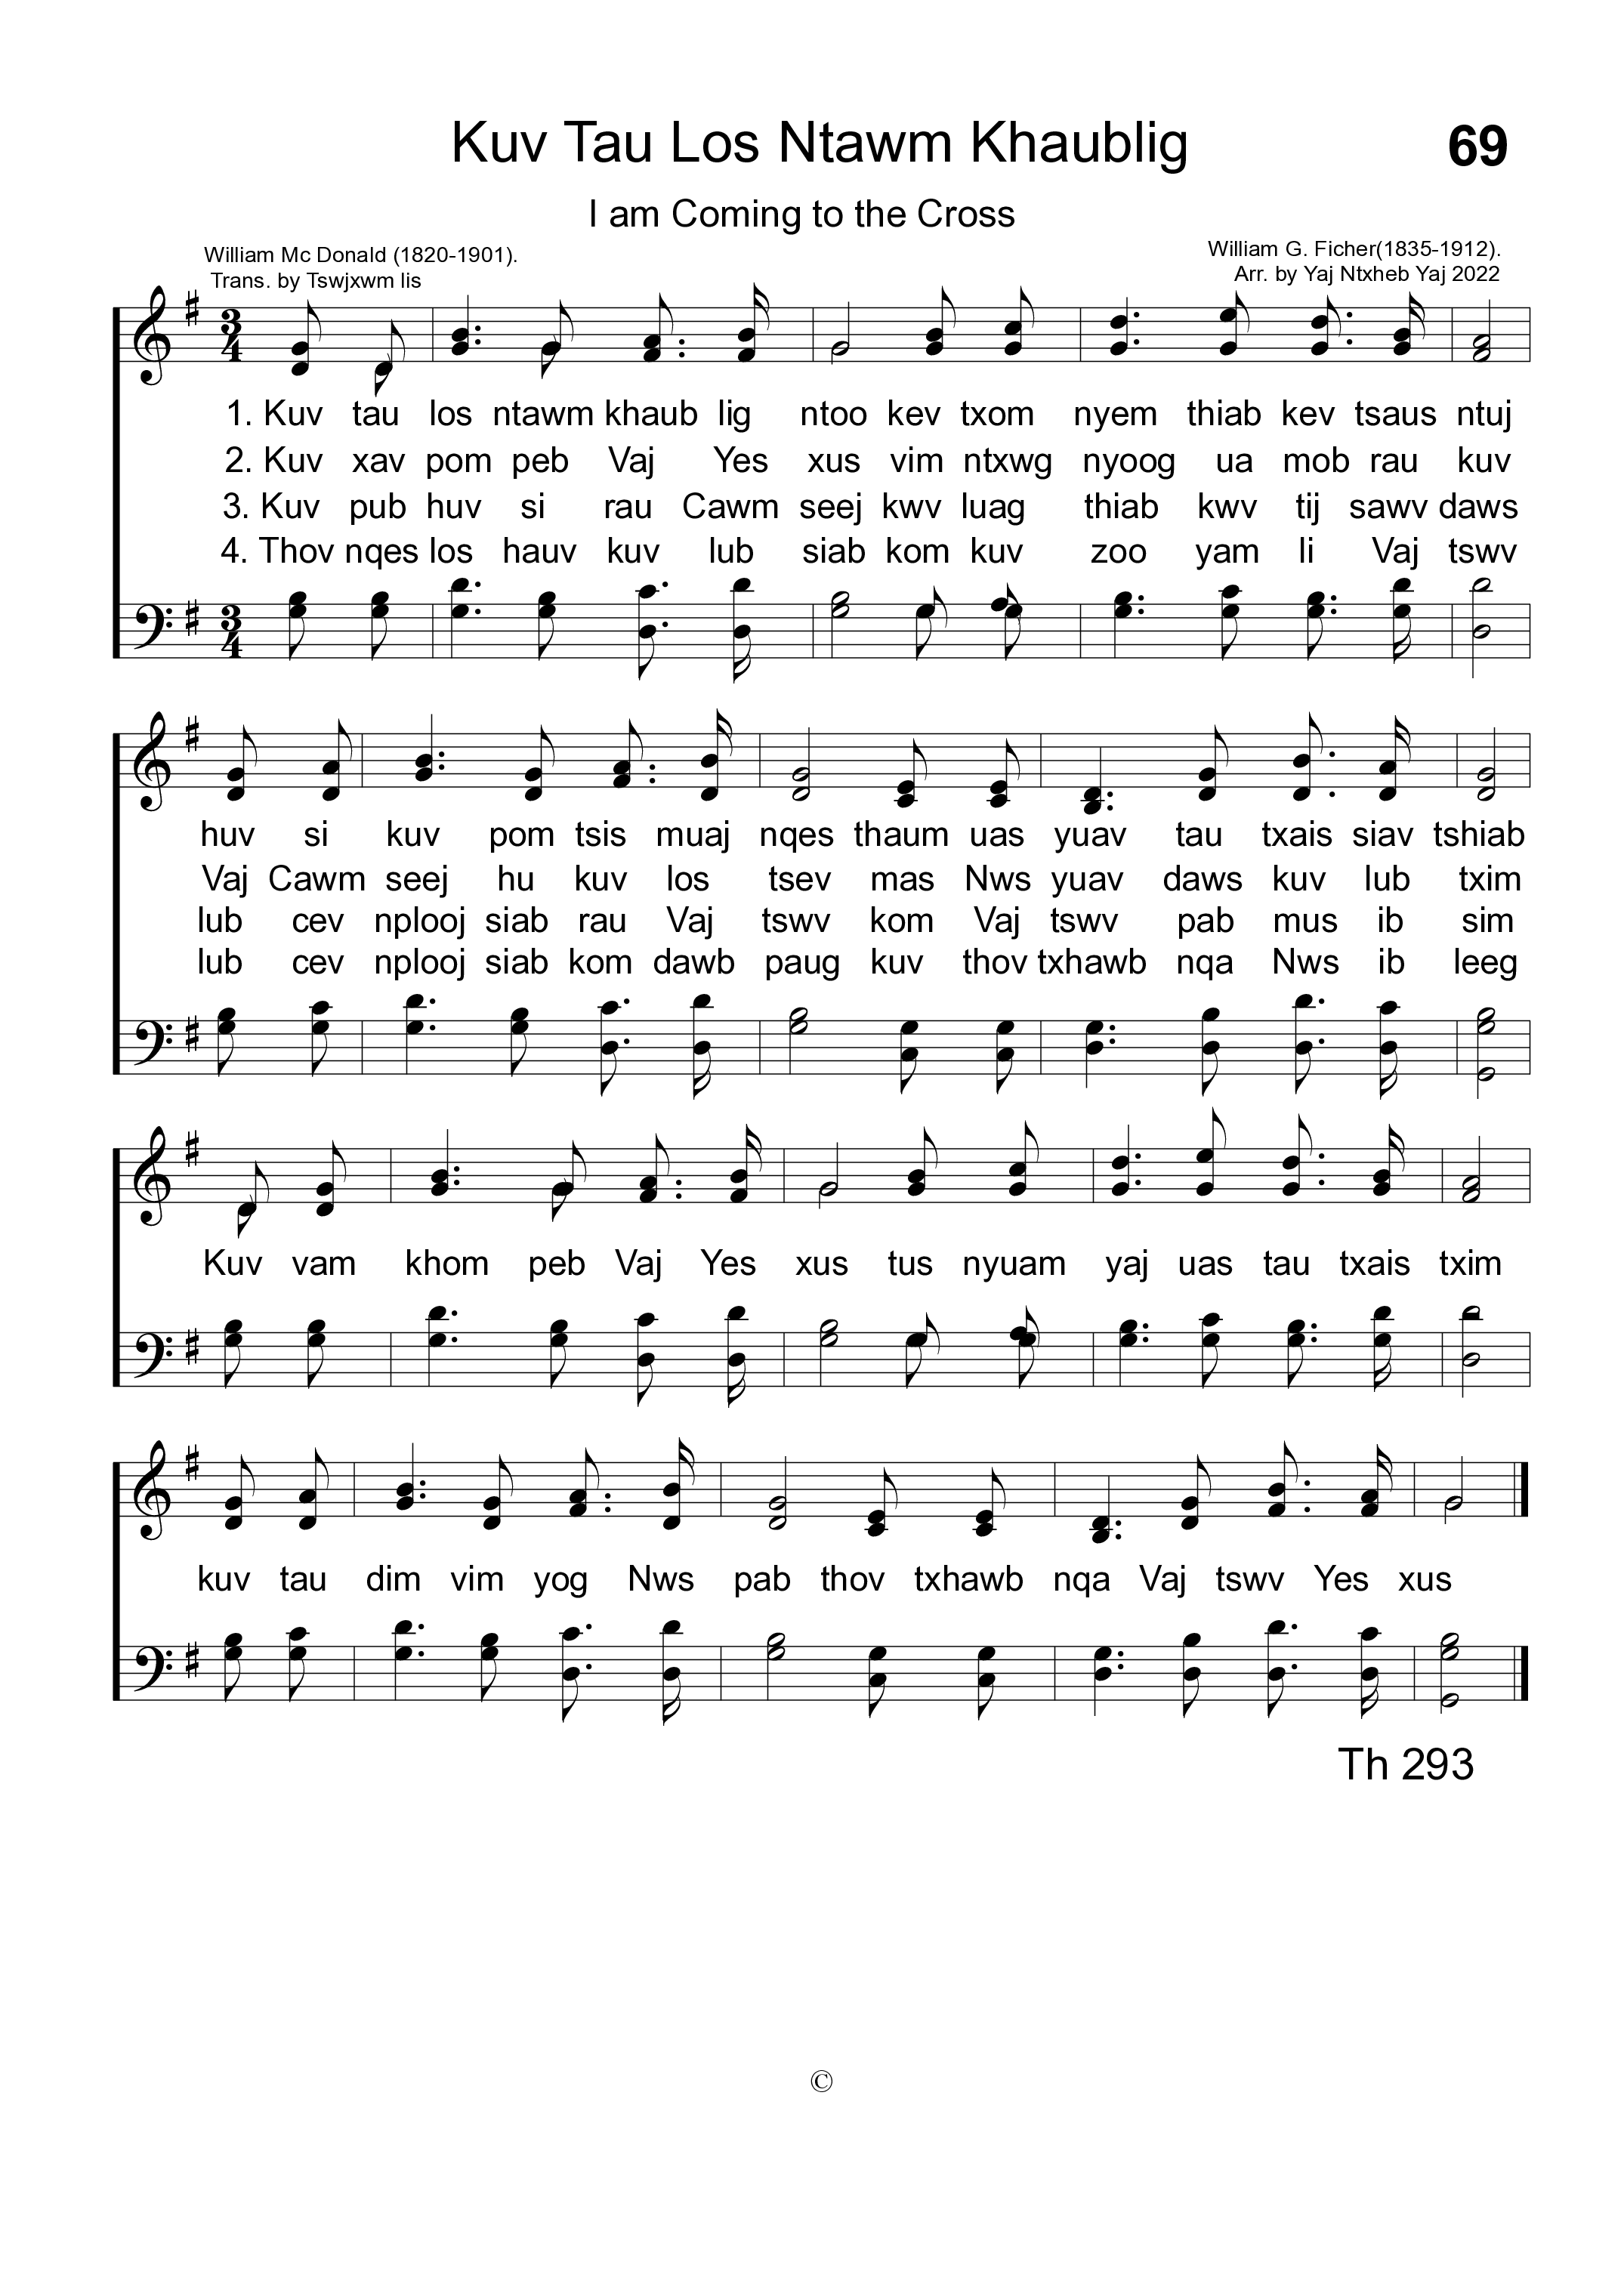 Kuv Tau Los Ntawm Khaublig
69
I am Coming to the Cross
William Mc Donald (1820-1901).
Trans. by Tswjxwm lis
William G. Ficher(1835-1912).
Arr. by Yaj Ntxheb Yaj 2022
3
4
1. Kuv tau los ntawm khaub lig ntoo kev txom nyem thiab kev tsaus ntuj
2. Kuv xav pom peb Vaj Yes xus vim ntxwg nyoog ua mob rau kuv
3. Kuv pub huv si rau Cawm seej kwv luag thiab kwv tij sawv daws
4. Thov nqes los hauv kuv lub siab kom kuv zoo yam li Vaj tswv
3
4
huv si kuv pom tsis muaj nqes thaum uas yuav tau txais siav tshiab
Vaj Cawm seej hu kuv los tsev mas Nws yuav daws kuv lub txim
lub cev nplooj siab rau Vaj tswv kom Vaj tswv pab mus ib sim
lub cev nplooj siab kom dawb paug kuv thov txhawb nqa Nws ib leeg
Kuv vam khom peb Vaj Yes xus tus nyuam yaj uas tau txais txim
kuv tau dim vim yog Nws pab thov txhawb nqa Vaj tswv Yes xus
Th 293
©